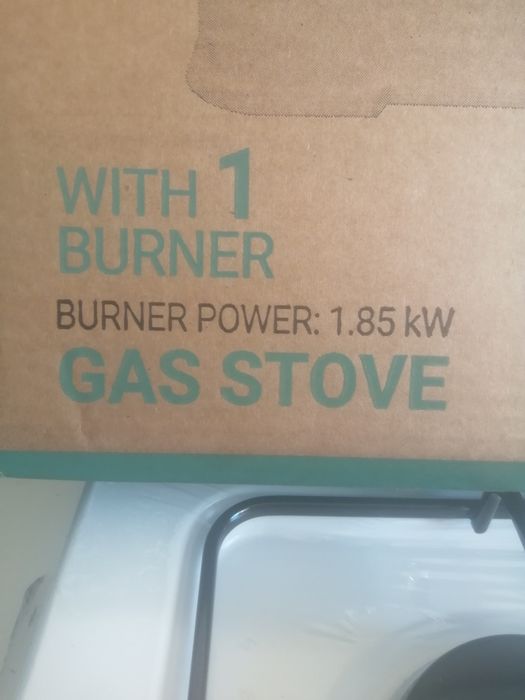 WITH 1
BURNER
BURNER POWER: 1.85 kW
GAS STOVE